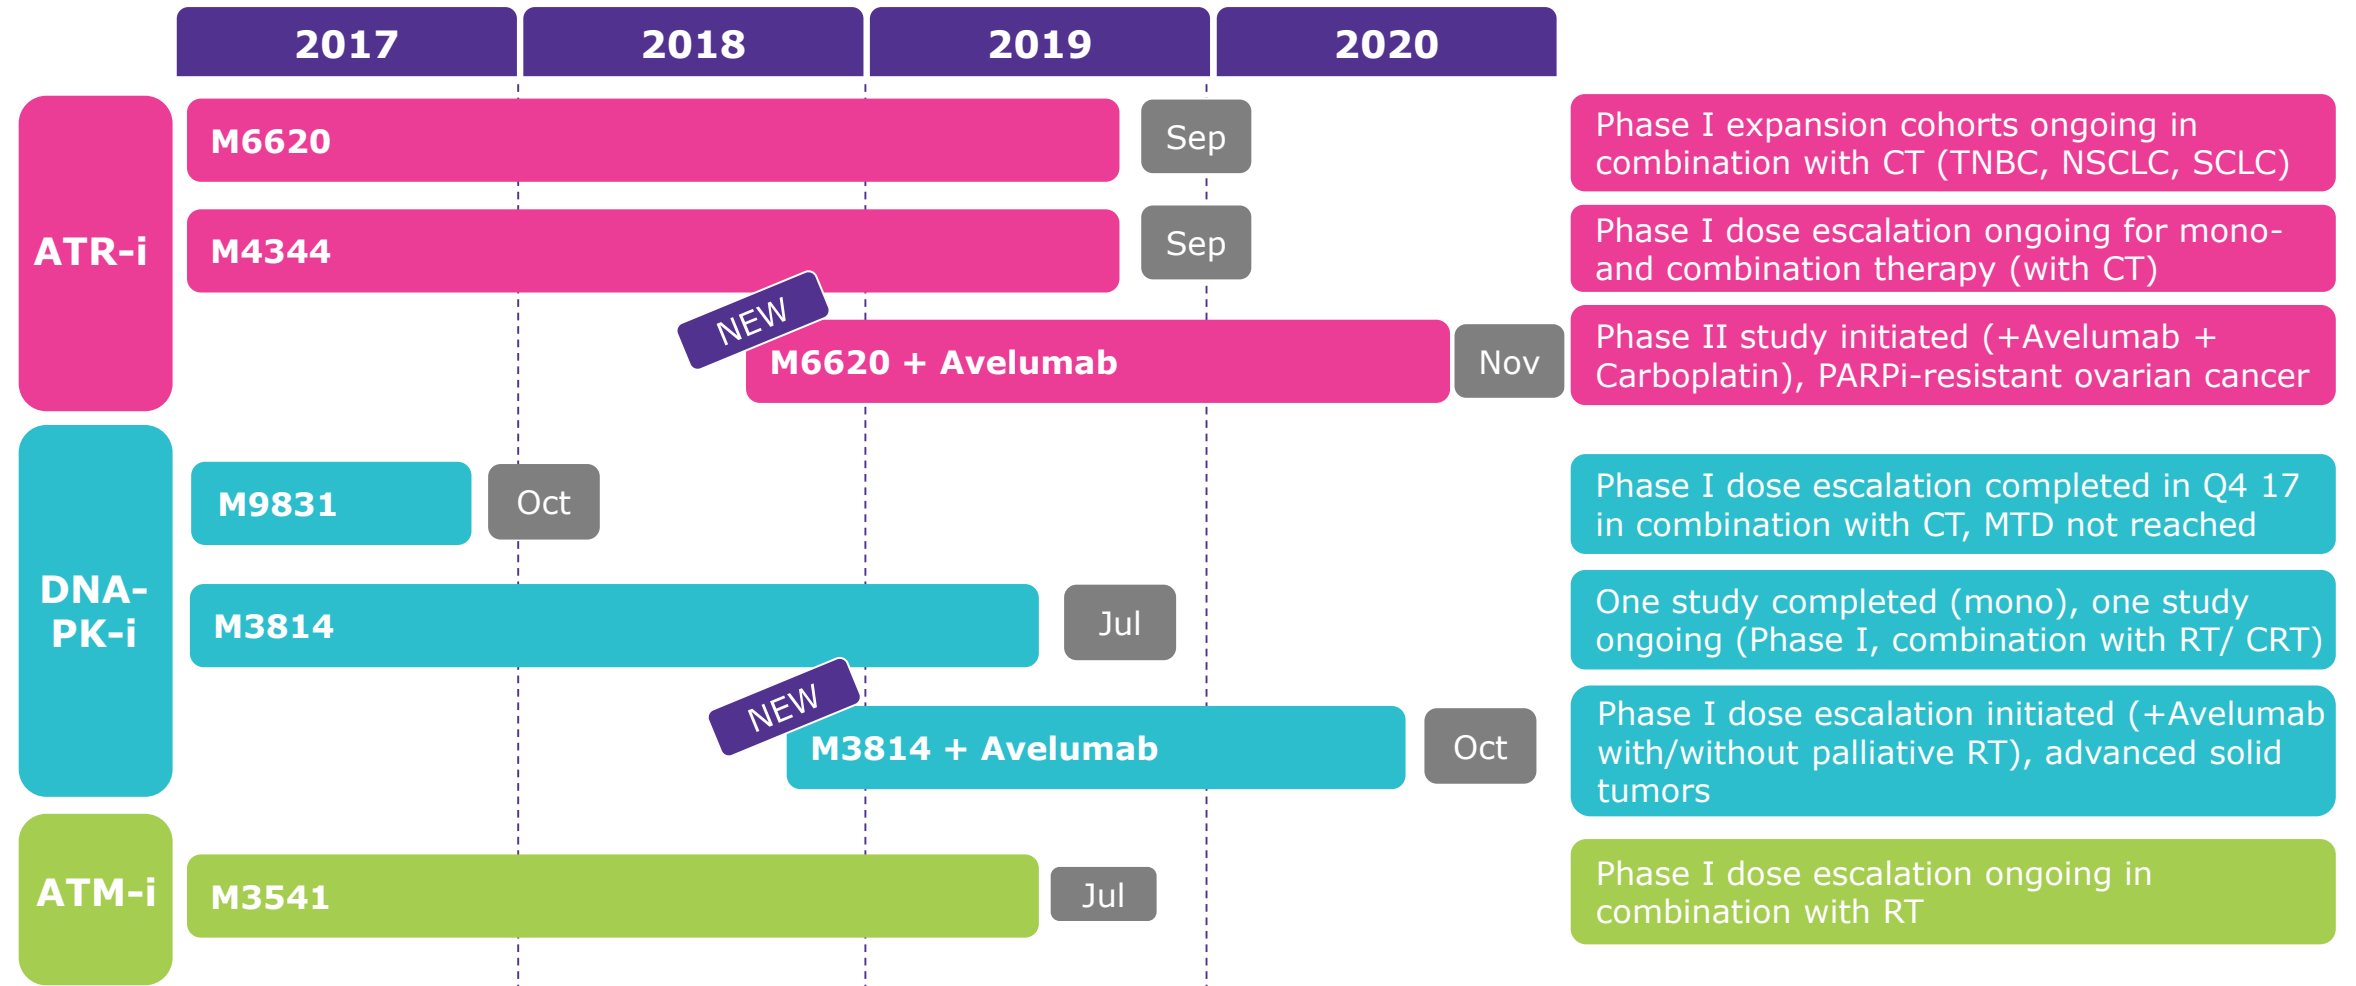 2017 2018 2019 2020
ATR-i
M6620
Sep
Phase I expansion cohorts ongoing in
combination with CT (TNBC, NSCLC, SCLC)
M4344
Sep
Phase I dose escalation ongoing for mono-
and combination therapy (with CT)
NEW
M6620 + Avelumab
Nov
Phase II study initiated (+Avelumab +
Carboplatin), PARPi-resistant ovarian cancer
DNA-
PK-i
M9831
Oct
Phase I dose escalation completed in Q4 17
in combination with CT, MTD not reached
M3814
Jul
One study completed (mono), one study
ongoing (Phase I, combination with RT/ CRT)
NEW
M3814 + Avelumab
Oct
Phase I dose escalation initiated (+Avelumab
with/without palliative RT), advanced solid
tumors
ATM-i
M3541
Jul
Phase I dose escalation ongoing in
combination with RT